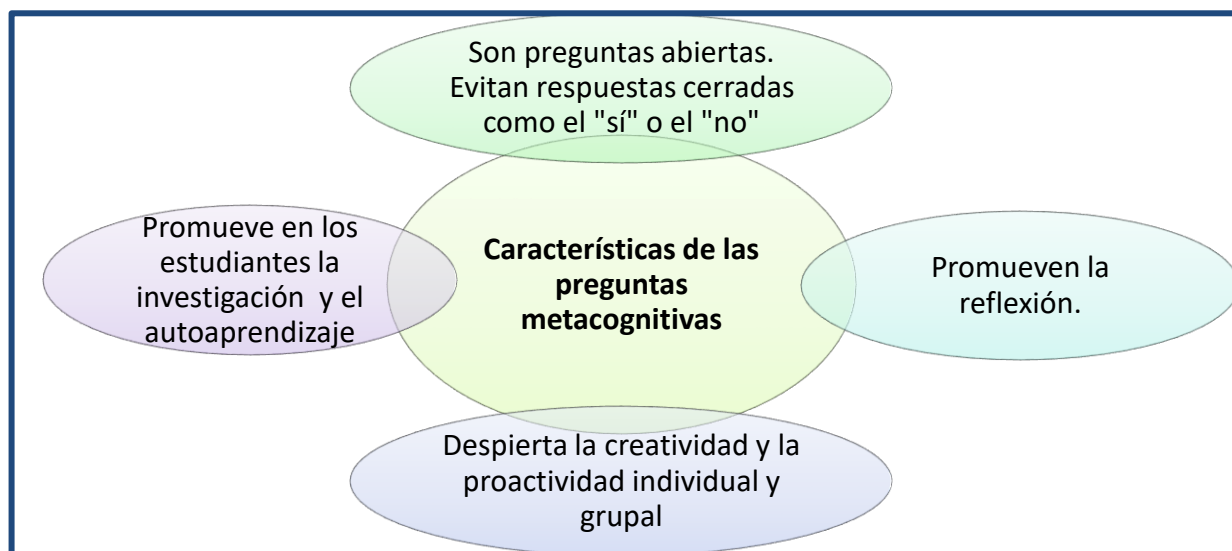 Son preguntas abiertas.
Evitan respuestas cerradas
como el "sí" o el "no"
Promueve en los
estudiantes la
investigación y el
autoaprendizaje
Características de las
preguntas
metacognitivas
Promueven la
reflexión.
Despierta la creatividad y la
proactividad individual y
grupal